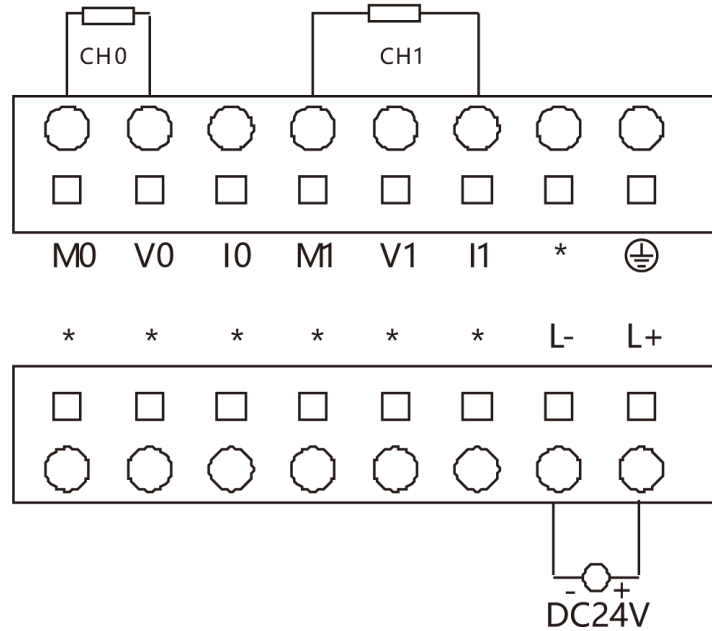 CH0 CH1
M0 V0 I0 M1 V1 I1 *
* * * * * * L- L+
- +
DC24V